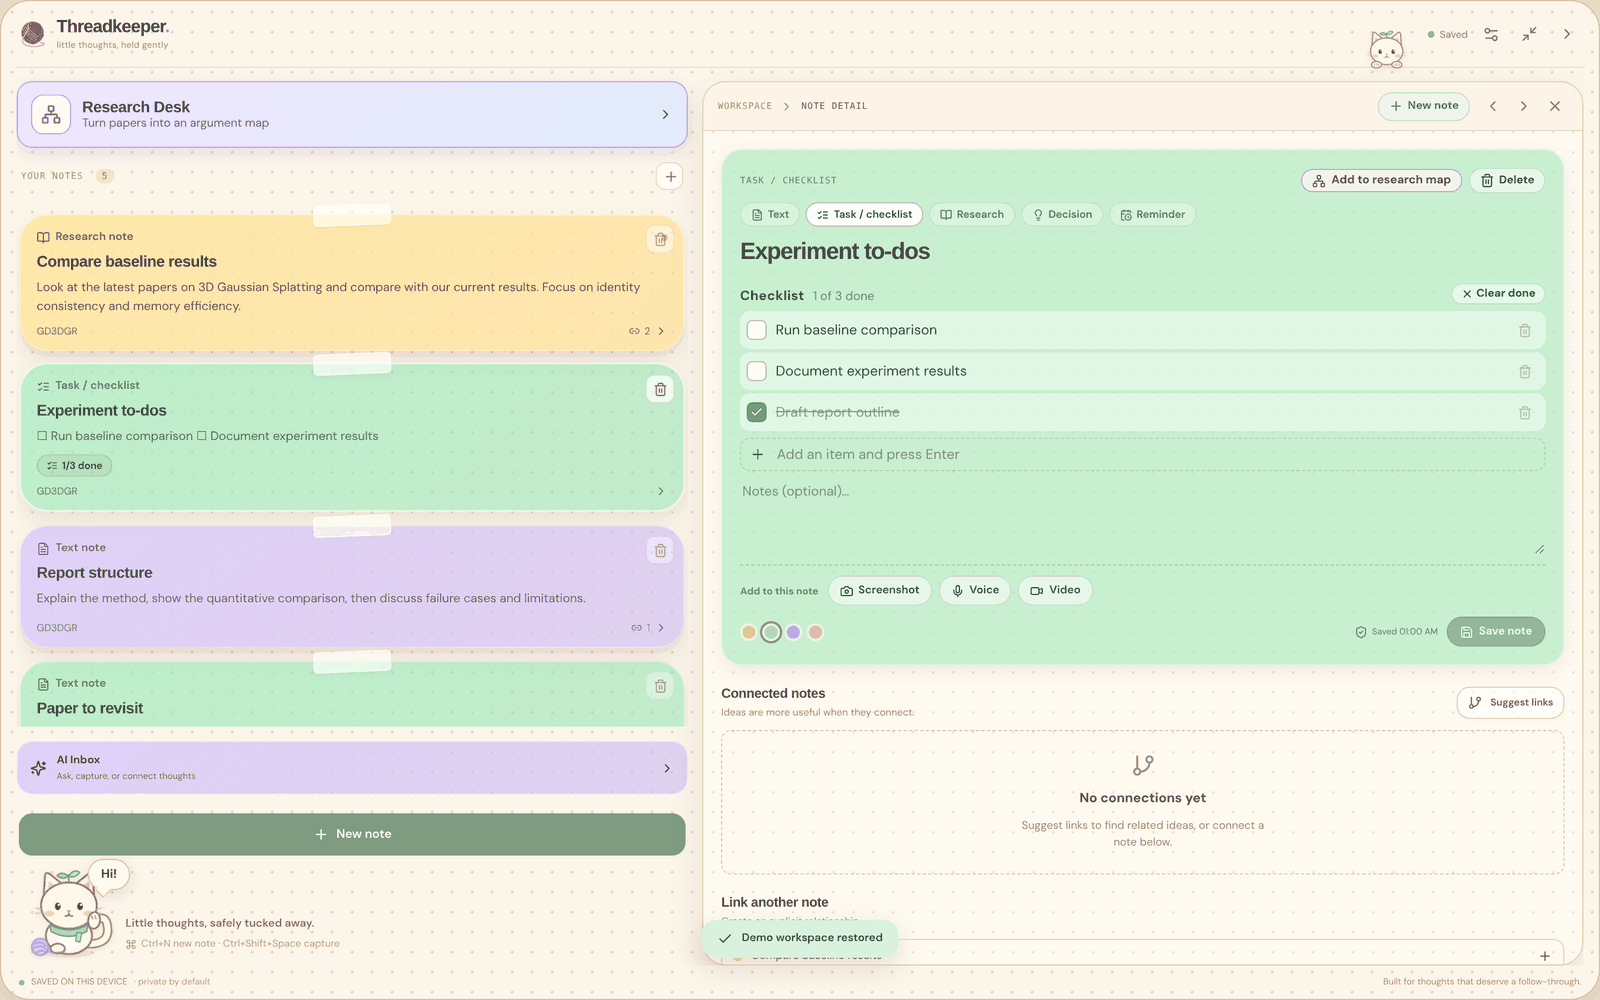 Threadkeeper.
little thoughts, held gently
Saved
Research Desk
Turn papers into an argument map
YOUR NOTES 5
Research note
Compare baseline results
Look at the latest papers on 3D Gaussian Splatting and compare with our current results. Focus on identity
consistency and memory efficiency.
GD3DGR 2
Task / checklist
Experiment to-dos
☐ Run baseline comparison ☐ Document experiment results
1/3 done
GD3DGR
Text note
Report structure
Explain the method, show the quantitative comparison, then discuss failure cases and limitations.
GD3DGR 1
Text note
Paper to revisit
AI Inbox
Ask, capture, or connect thoughts
New note
Hi!
Little thoughts, safely tucked away.
⌘ Ctrl+N new note · Ctrl+Shift+Space capture
SAVED ON THIS DEVICE · private by default
WORKSPACE > NOTE DETAIL
New note
TASK / CHECKLIST
Add to research map
Delete
Text
Task / checklist
Research
Decision
Reminder
Experiment to-dos
Checklist 1 of 3 done
Clear done
Run baseline comparison
Document experiment results
Draft report outline
Add an item and press Enter
Notes (optional)...
Add to this note
Screenshot
Voice
Video
Saved 01:00 AM
Save note
Connected notes
Ideas are more useful when they connect.
Suggest links
No connections yet
Suggest links to find related ideas, or connect a
note below.
Link another note
Create an explicit relationship
Demo workspace restored
Compare baseline results
Built for thoughts that deserve a follow-through.